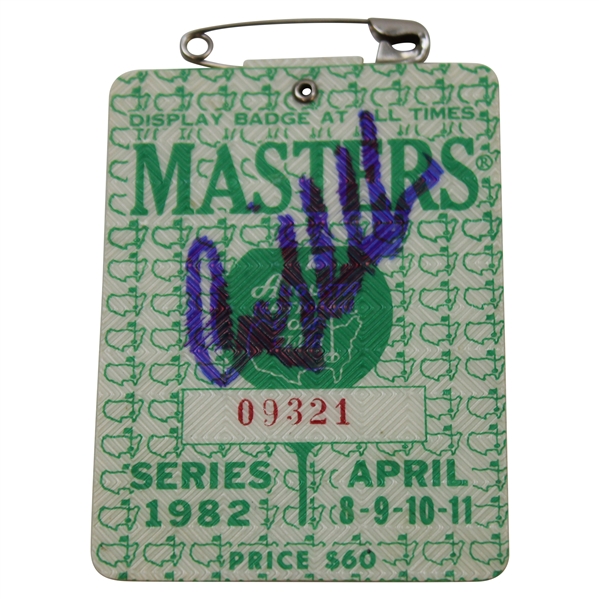 DISPLAY BADGE AT ALL TIMES
MASTERS®
09321
SERIES APRIL
1982 8-9-10-11
PRICE $60